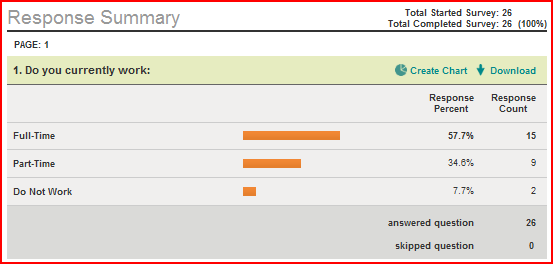 Response Summary
Total Started Survey: 26
Total Completed Survey: 26 (100%)
PAGE: 1
1. Do you currently work:
Create Chart
Download
Response Percent
Response Count
Full-Time 57.7% 15
Part-Time 34.6% 9
Do Not Work 7.7% 2
answered question 26
skipped question 0